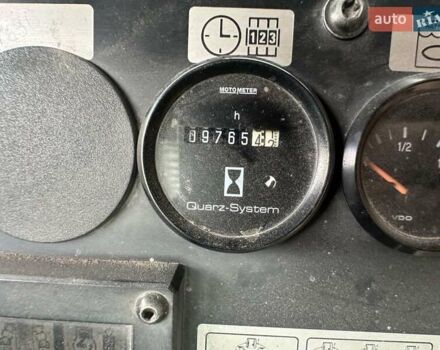 auto RIA
123
MOTOMETER
h
09765
Quarz-System
1/2
VDO